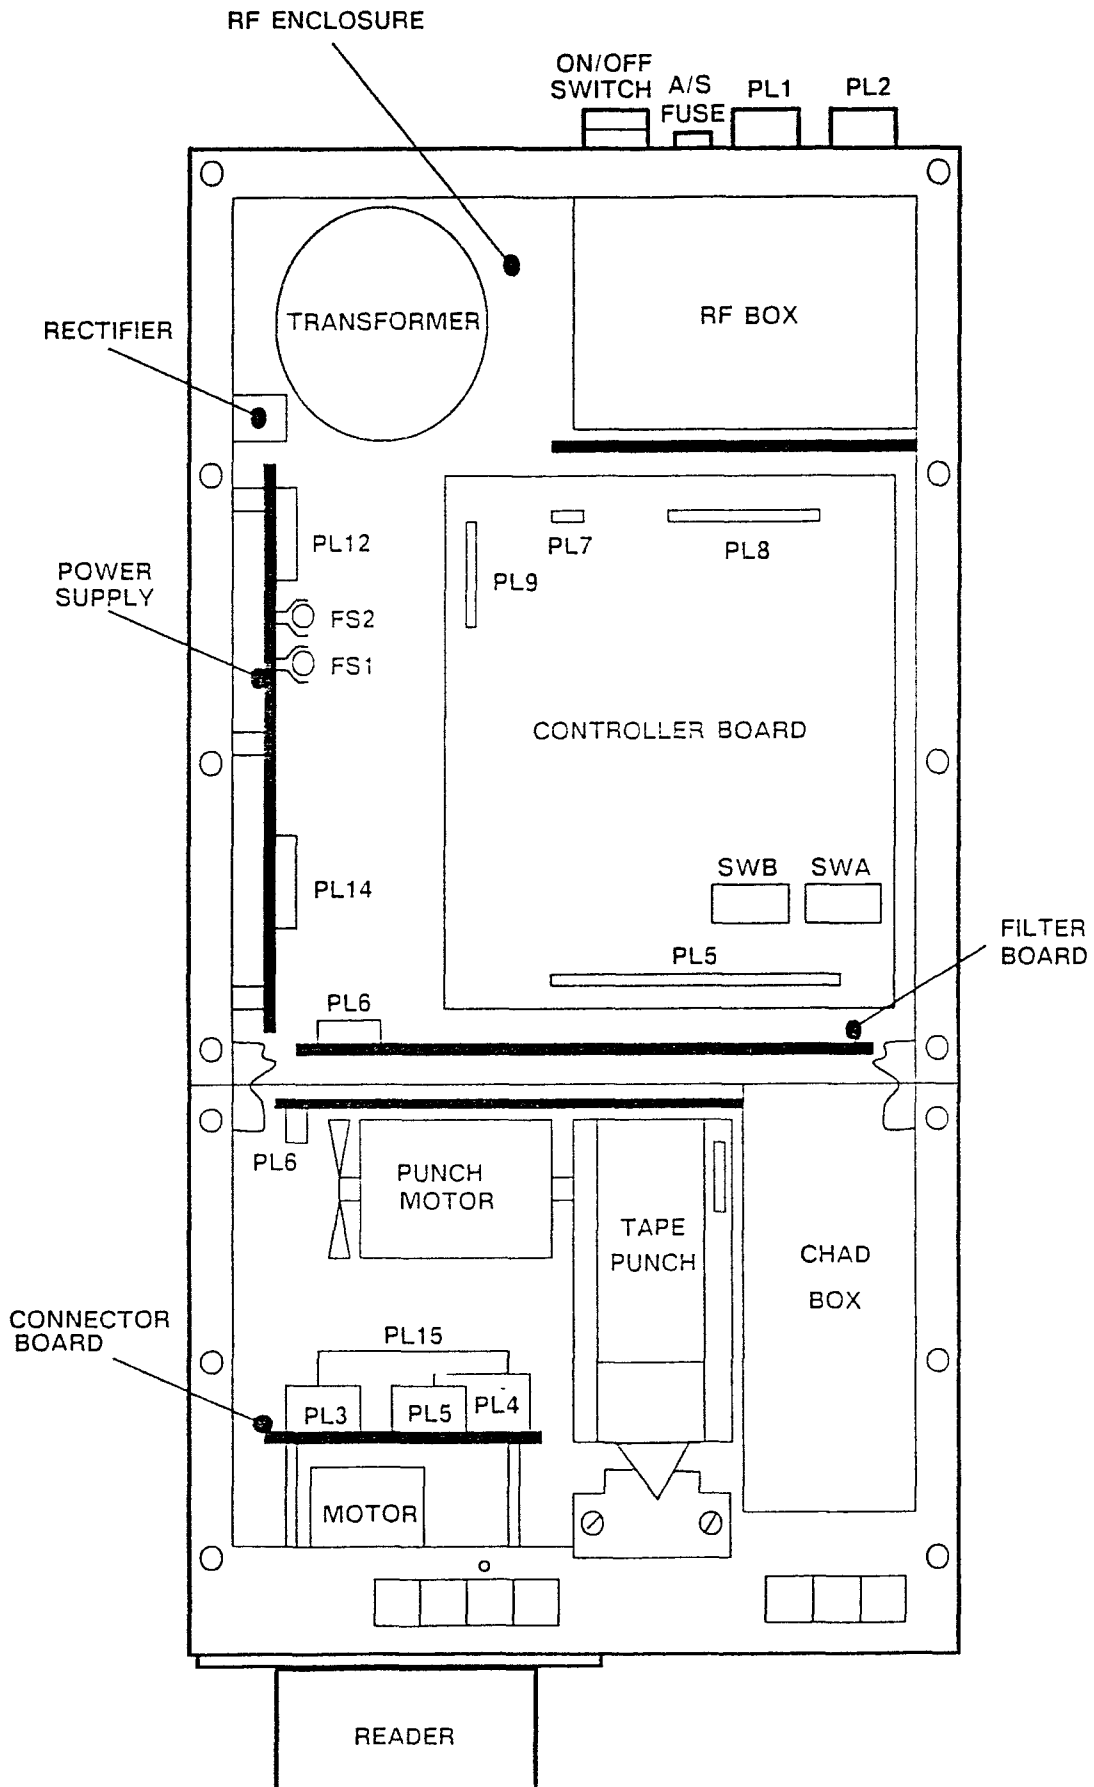 RF ENCLOSURE
ON/OFF
SWITCH
A/S
FUSE
PL1
PL2
TRANSFORMER
RF BOX
RECTIFIER
PL12
PL7
PL8
PL9
POWER
SUPPLY
FS2
FS1
CONTROLLER BOARD
SWB
SWA
PL14
FILTER
BOARD
PL5
PL6
PL6
PUNCH
MOTOR
TAPE
PUNCH
CHAD
BOX
CONNECTOR
BOARD
PL15
PL3
PL5
PL4
MOTOR
READER